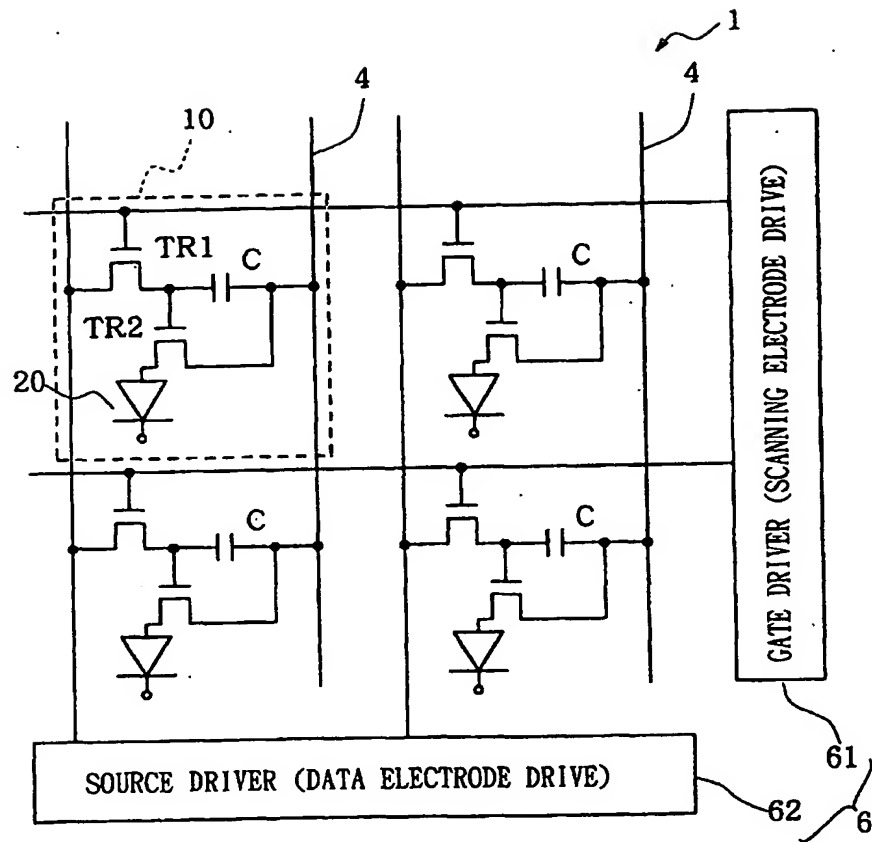 1
4
4
10
TR1
C
C
TR2
20
C
C
GATE DRIVER (SCANNING ELECTRODE DRIVE)
SOURCE DRIVER (DATA ELECTRODE DRIVE)
61
62
6